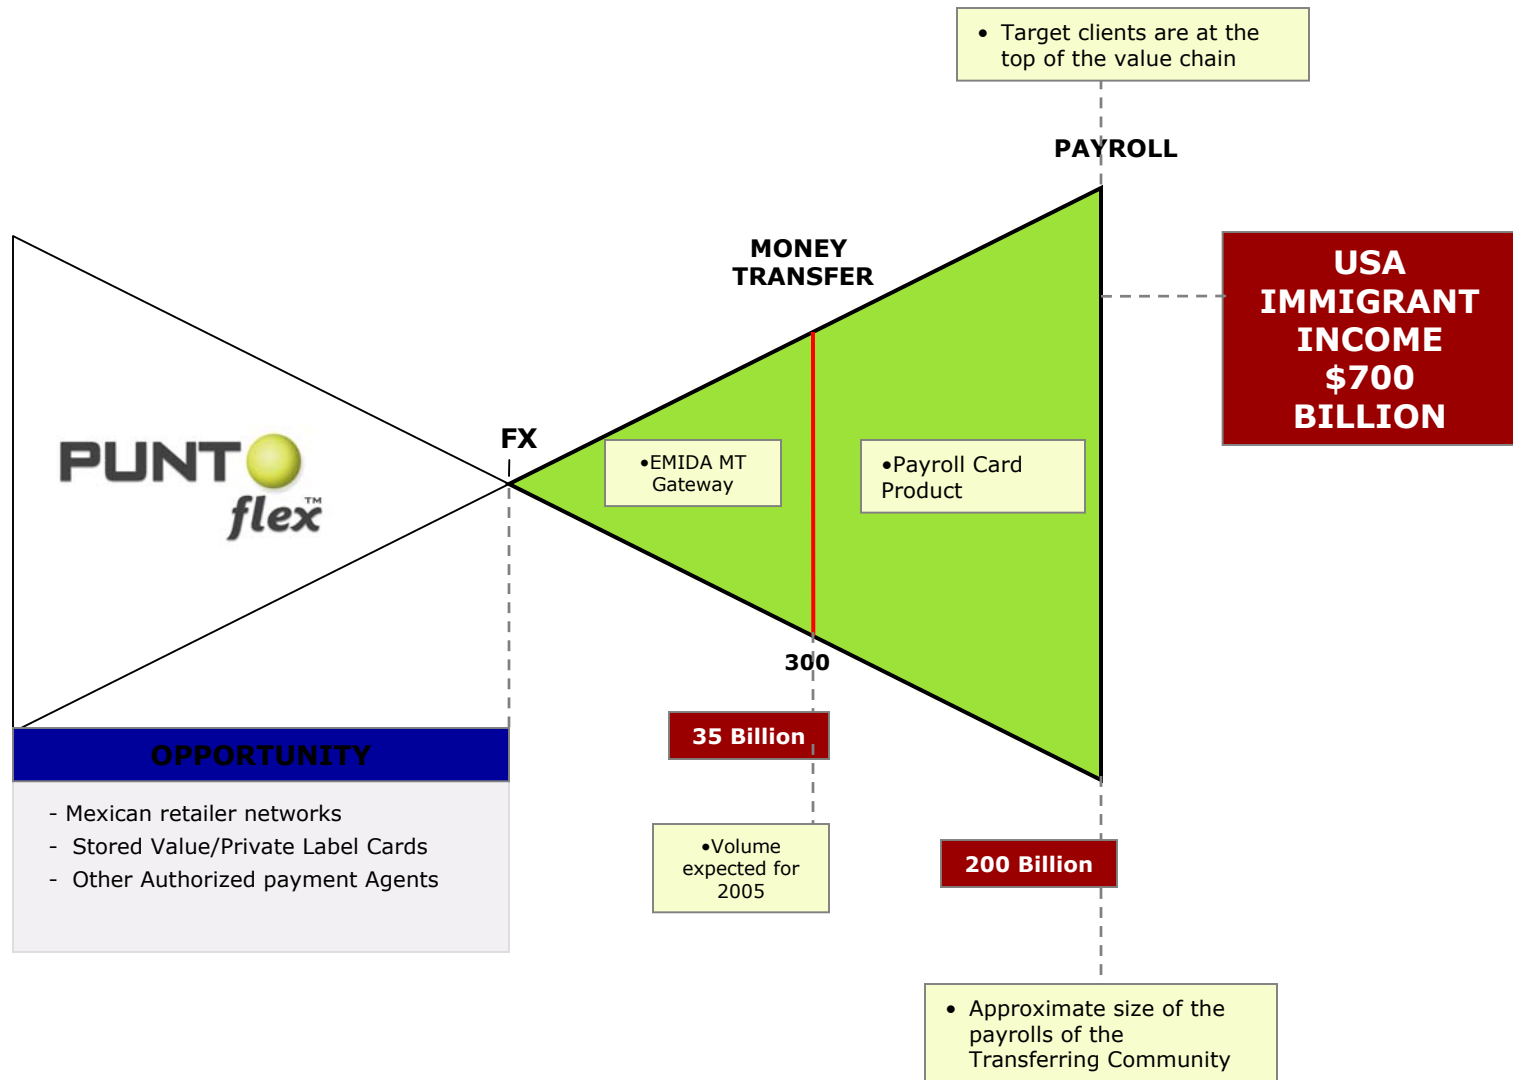 • Target clients are at the
top of the value chain
PAYROLL
MONEY
TRANSFER
USA
IMMIGRANT
INCOME
$700
BILLION
FX
PUNTO
flex™
•EMIDA MT
Gateway
•Payroll Card
Product
300
35 Billion
OPPORTUNITY
- Mexican retailer networks
- Stored Value/Private Label Cards
- Other Authorized payment Agents
•Volume
expected for
2005
200 Billion
• Approximate size of the
payrolls of the
Transferring Community